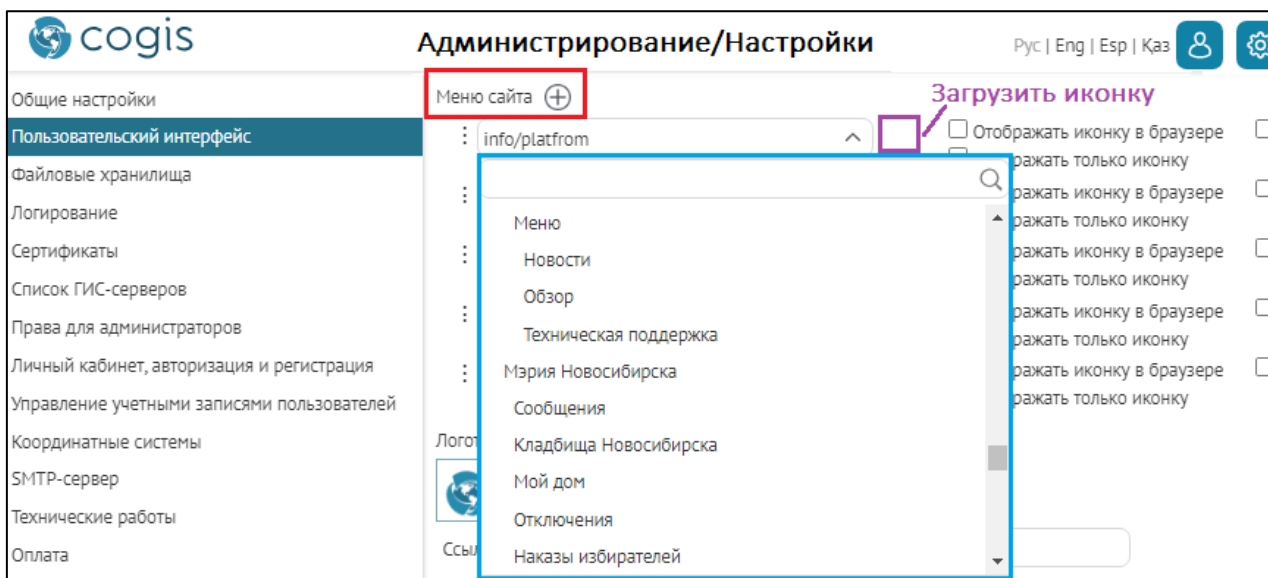 cogis
Администрирование/Настройки
Рус | Eng | Esp | Қаз
Общие настройки
Пользовательский интерфейс
Файловые хранилища
Логирование
Сертификаты
Список ГИС-серверов
Права для администраторов
Личный кабинет, авторизация и регистрация
Управление учетными записями пользователей
Координатные системы
SMTP-сервер
Технические работы
Оплата
Меню сайта
Загрузить иконку
info/platfrom
Отображать иконку в браузере
ражать только иконку
ражать иконку в браузере
ражать только иконку
ражать иконку в браузере
ражать только иконку
ражать иконку в браузере
ражать только иконку
ражать иконку в браузере
ражать только иконку
Меню
Новости
Обзор
Техническая поддержка
Мэрия Новосибирска
Сообщения
Кладбища Новосибирска
Мой дом
Отключения
Наказы избирателей
Логот
Ссыл